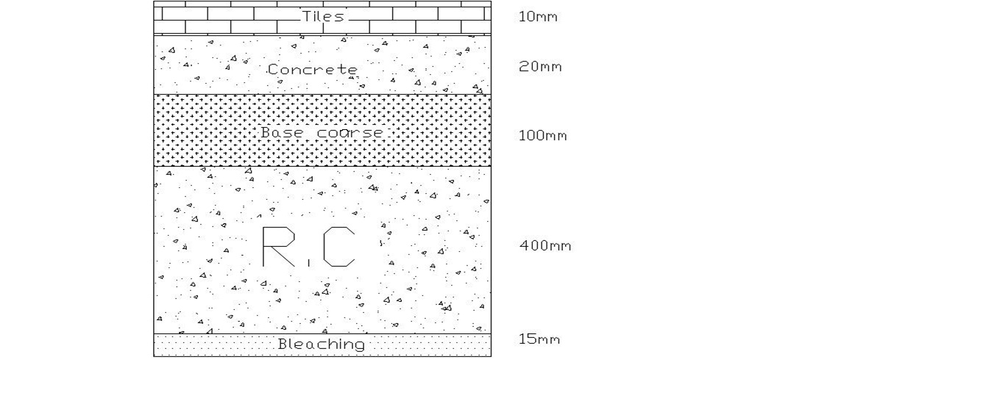 Tiles 10mm
Concrete 20mm
Base coarse 100mm
R.C 400mm
Bleaching 15mm